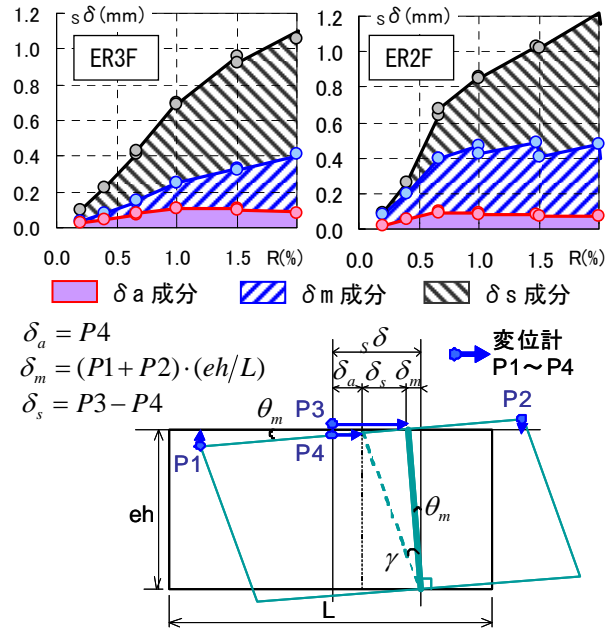 sδ(mm)
1.2
1.0
0.8
0.6
0.4
0.2
0.0
ER3F
0.0 0.5 1.0 1.5 R(%)
sδ(mm)
1.2
1.0
0.8
0.6
0.4
0.2
0.0
ER2F
0.0 0.5 1.0 1.5 R(%)
δa成分 δm成分 δs成分
δa = P4
δm = (P1 + P2)·(eh/L)
δs = P3 − P4
変位計
P1～P4
sδ
δa δs δm
θm
P3
P2
P1
P4
eh
θm
γ
L